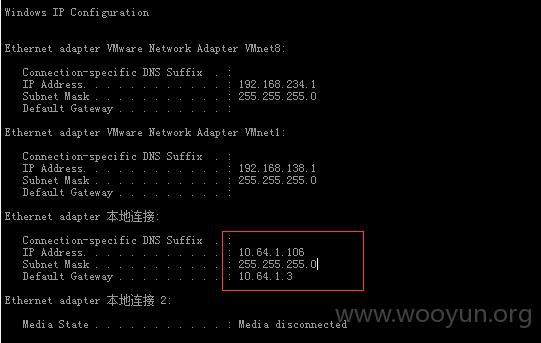 Windows IP Configuration
Ethernet adapter VMware Network Adapter VMnet8:
Connection-specific DNS Suffix . :
IP Address. . . . . . . . . . . . : 192.168.234.1
Subnet Mask . . . . . . . . . . . : 255.255.255.0
Default Gateway . . . . . . . . . :
Ethernet adapter VMware Network Adapter VMnet1:
Connection-specific DNS Suffix . :
IP Address. . . . . . . . . . . . : 192.168.138.1
Subnet Mask . . . . . . . . . . . : 255.255.255.0
Default Gateway . . . . . . . . . :
Ethernet adapter 本地连接:
Connection-specific DNS Suffix . :
IP Address. . . . . . . . . . . . : 10.64.1.106
Subnet Mask . . . . . . . . . . . : 255.255.255.0
Default Gateway . . . . . . . . . : 10.64.1.3
Ethernet adapter 本地连接 2:
Media State . . . . . . . . . . . : Media disconnected
www.wooyun.org